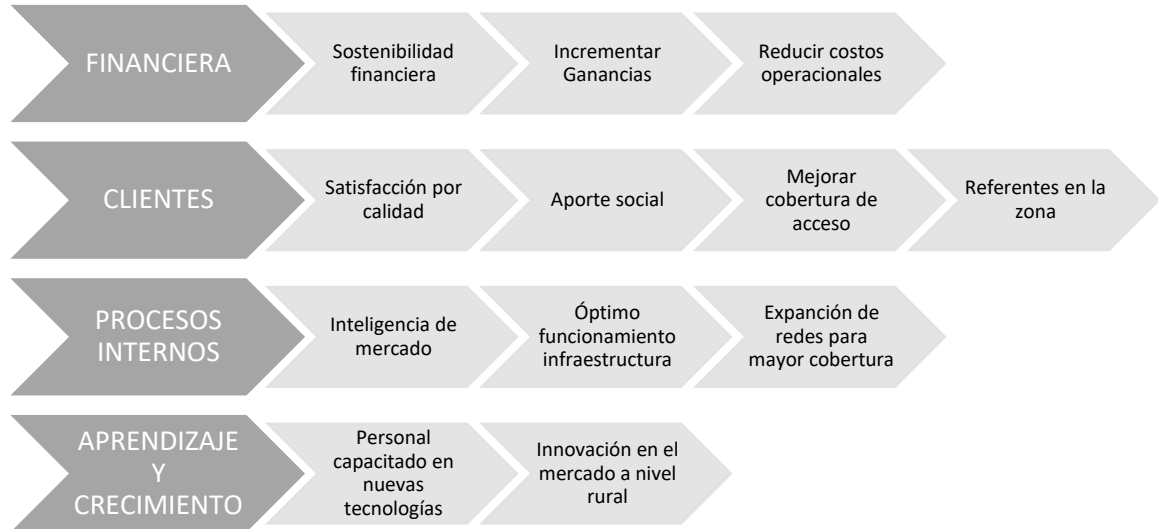 FINANCIERA
Sostenibilidad
financiera
Incrementar
Ganancias
Reducir costos
operacionales
CLIENTES
Satisfacción por
calidad
Aporte social
Mejorar
cobertura de
acceso
Referentes en la
zona
PROCESOS
INTERNOS
Inteligencia de
mercado
Óptimo
funcionamiento
infraestructura
Expanción de
redes para
mayor cobertura
APRENDIZAJE
Y
CRECIMIENTO
Personal
capacitado en
nuevas
tecnologías
Innovación en el
mercado a nivel
rural